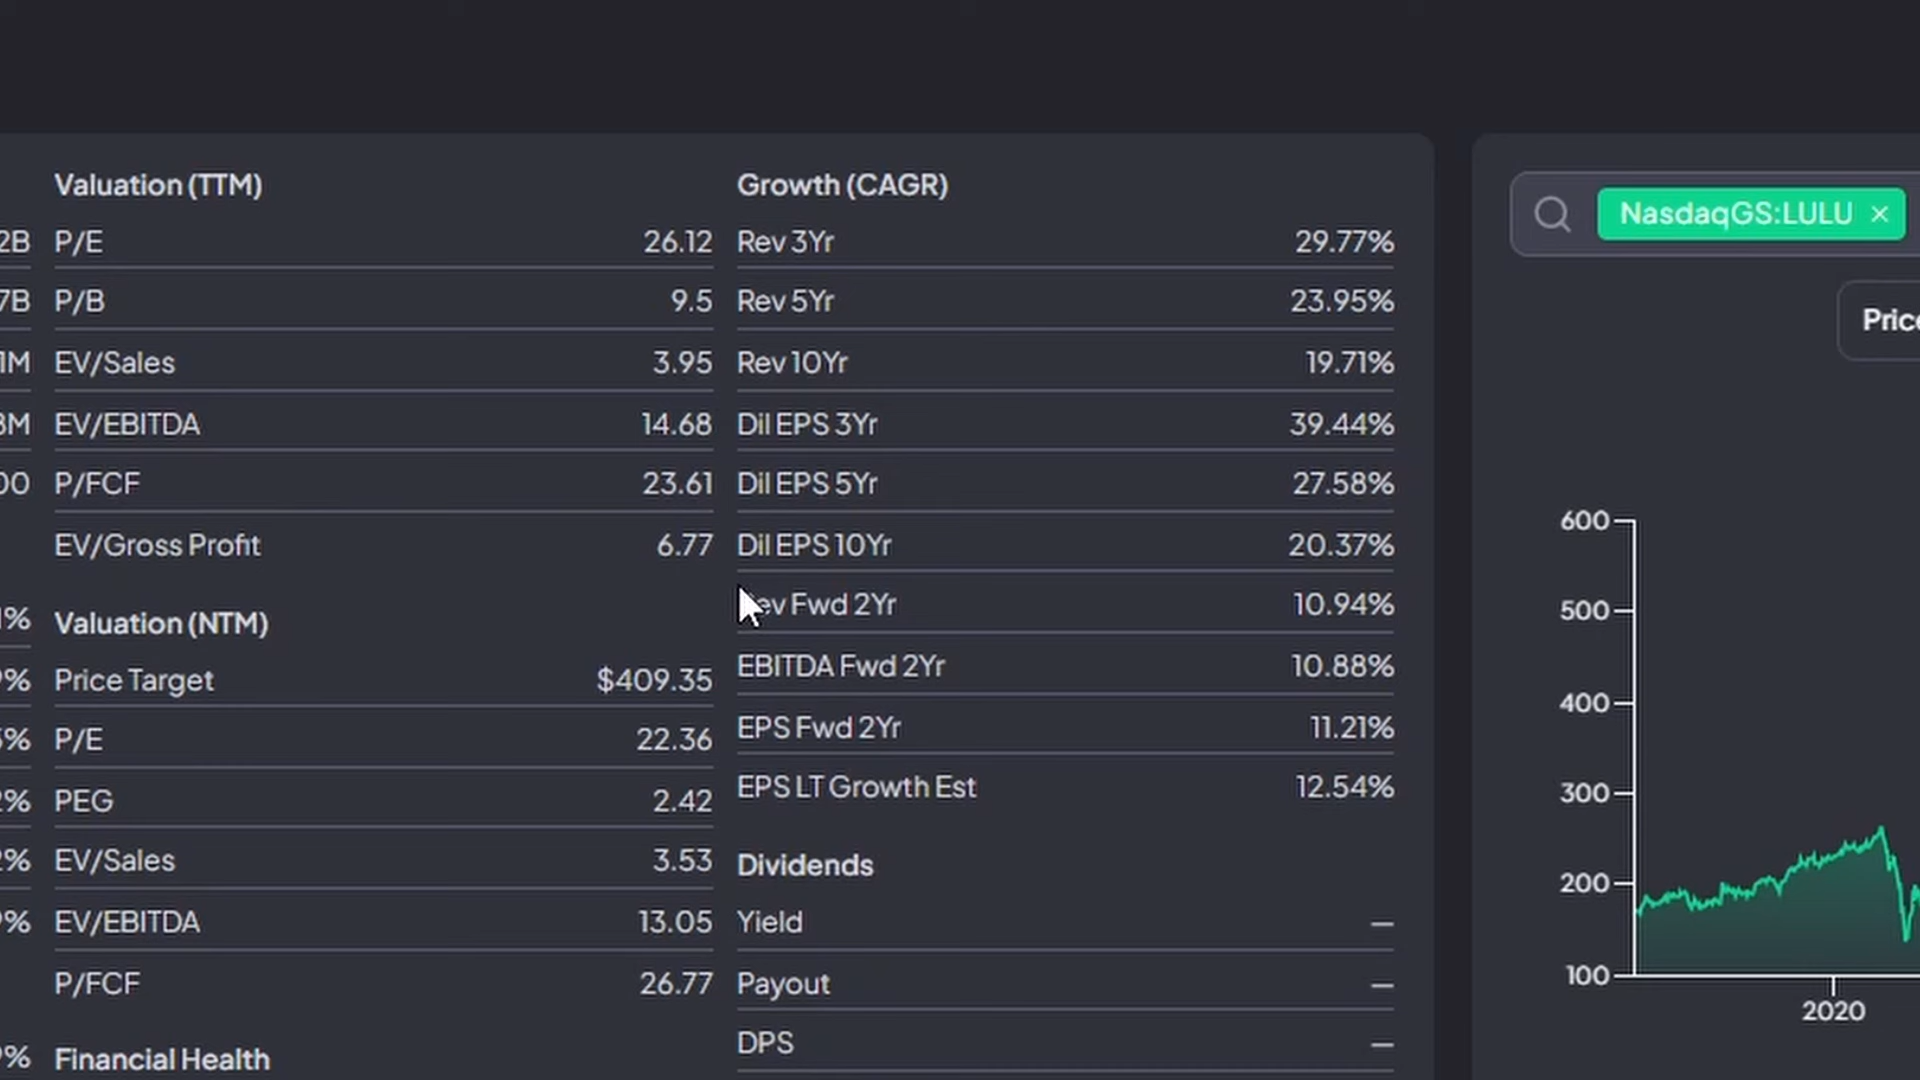 Valuation (TTM)
P/E 26.12
P/B 9.5
EV/Sales 3.95
EV/EBITDA 14.68
P/FCF 23.61
EV/Gross Profit 6.77
Valuation (NTM)
Price Target $409.35
P/E 22.36
PEG 2.42
EV/Sales 3.53
EV/EBITDA 13.05
P/FCF 26.77
Financial Health
Growth (CAGR)
Rev 3Yr 29.77%
Rev 5Yr 23.95%
Rev 10Yr 19.71%
Dil EPS 3Yr 39.44%
Dil EPS 5Yr 27.58%
Dil EPS 10Yr 20.37%
Fwd 2Yr 10.94%
EBITDA Fwd 2Yr 10.88%
EPS Fwd 2Yr 11.21%
EPS LT Growth Est 12.54%
Dividends
Yield —
Payout —
DPS —
NasdaqGS:LULU ×
600
500
400
300
200
100
2020